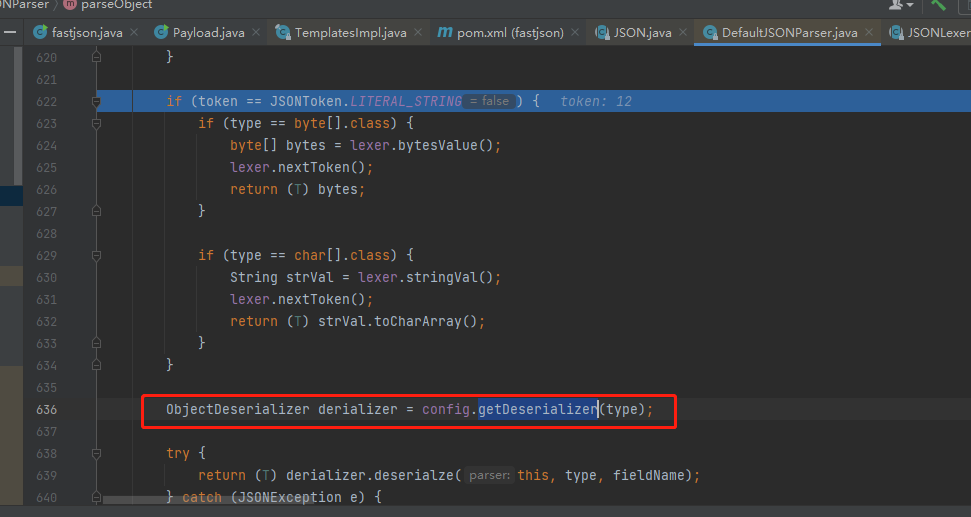 ONParser m parseObject
fastjson.java Payload.java TemplatesImpl.java m pom.xml (fastjson) JSON.java DefaultJSONParser.java JSONLexer
620 }
621
622 if (token == JSONToken.LITERAL_STRING = false ) { token: 12
623 if (type == byte[].class) {
624 byte[] bytes = lexer.bytesValue();
625 lexer.nextToken();
626 return (T) bytes;
627 }
628
629 if (type == char[].class) {
630 String strVal = lexer.stringVal();
631 lexer.nextToken();
632 return (T) strVal.toCharArray();
633 }
634 }
635
636 ObjectDeserializer derializer = config.getDeserializer(type);
637
638 try {
639 return (T) derializer.deserialze( parser: this, type, fieldName);
640 } catch (JSONException e) {